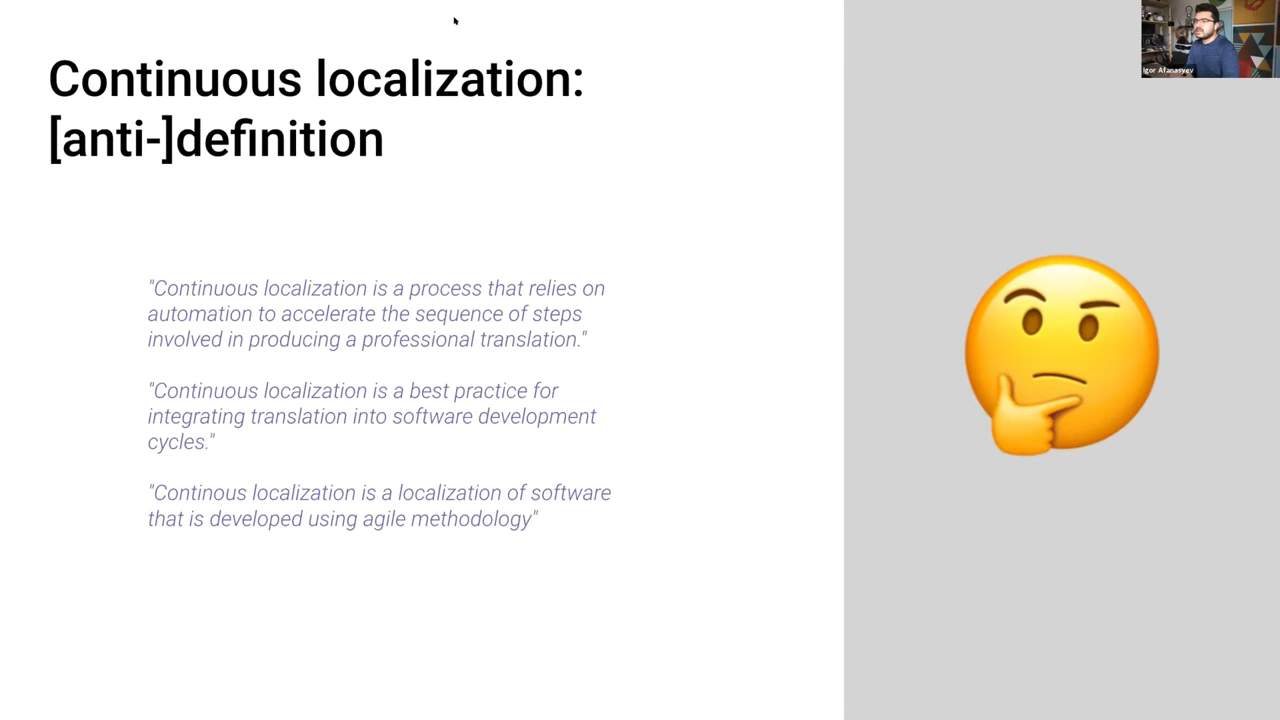 Continuous localization:
[anti-]definition
"Continuous localization is a process that relies on
automation to accelerate the sequence of steps
involved in producing a professional translation."
"Continuous localization is a best practice for
integrating translation into software development
cycles."
"Continous localization is a localization of software
that is developed using agile methodology"
Igor Afanasyev